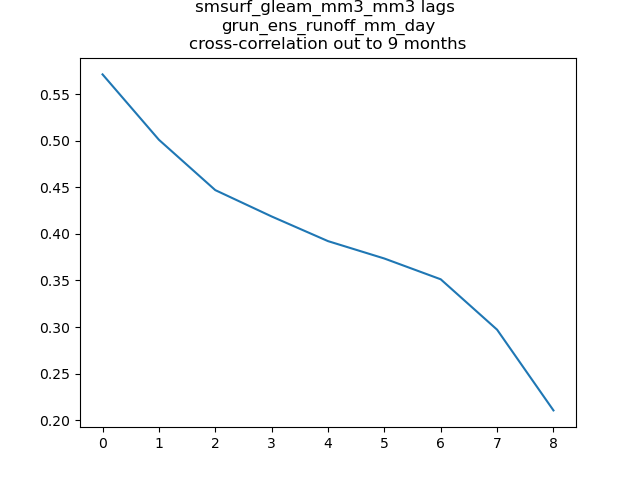 smsurf_gleam_mm3_mm3 lags
grun_ens_runoff_mm_day
cross-correlation out to 9 months
0.55
0.50
0.45
0.40
0.35
0.30
0.25
0.20
0 1 2 3 4 5 6 7 8